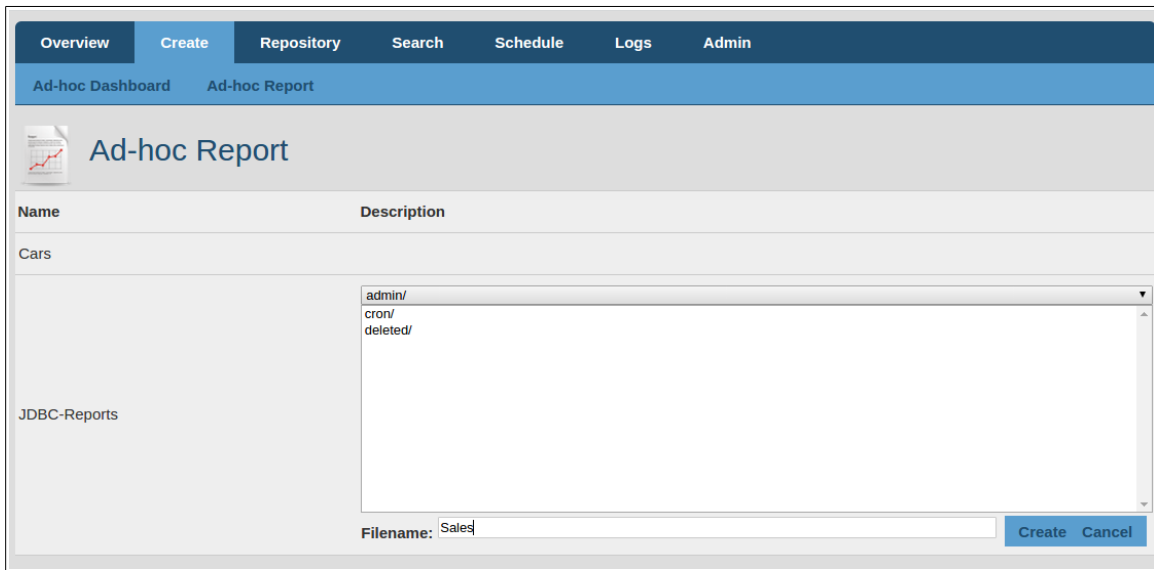 Overview Create Repository Search Schedule Logs Admin
Ad-hoc Dashboard Ad-hoc Report
Ad-hoc Report
Name Description
Cars
admin/
cron/
deleted/
JDBC-Reports
Filename: Sales Create Cancel